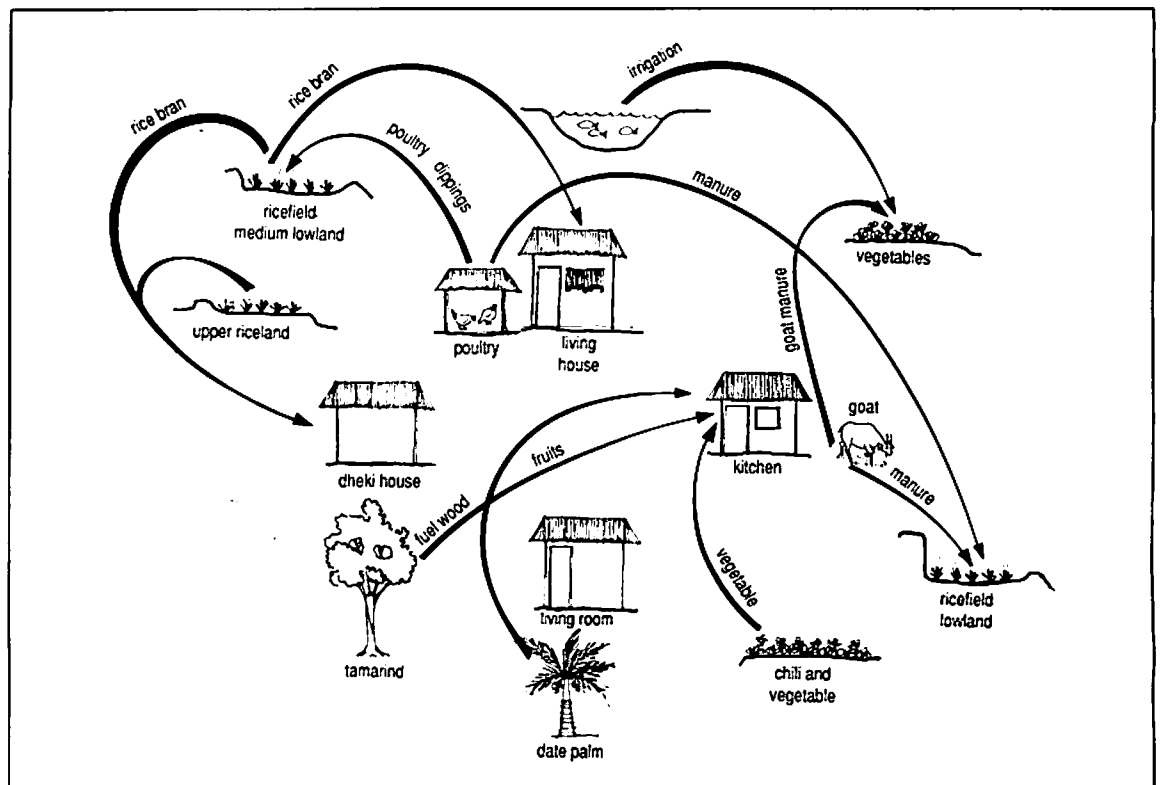 rice bran
rice bran
irrigation
poultry dippings
manure
ricefield
medium lowland
vegetables
goat manure
upper riceland
poultry
living
house
goat
dheki house
fruits
kitchen
manure
fuel wood
vegetable
living room
ricefield
lowland
tamarind
chili and
vegetable
date palm